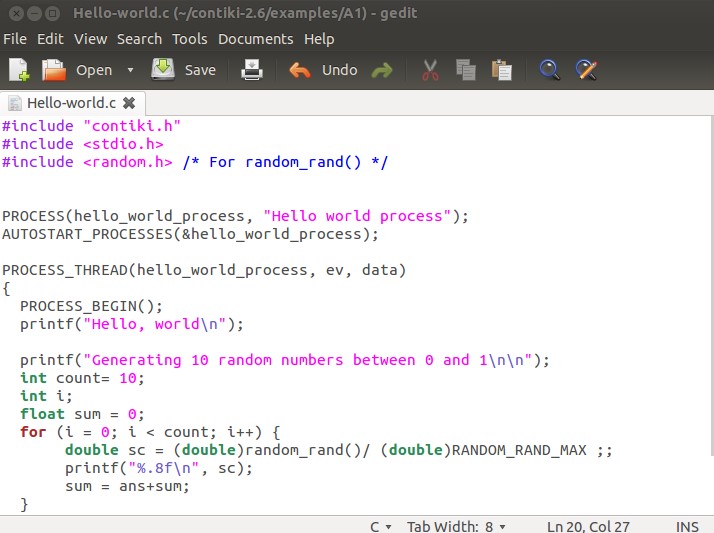 Hello-world.c (~/contiki-2.6/examples/A1) - gedit
File Edit View Search Tools Documents Help
Open Save Undo
Hello-world.c
#include "contiki.h"
#include <stdio.h>
#include <random.h> /* For random_rand() */
PROCESS(hello_world_process, "Hello world process");
AUTOSTART_PROCESSES(&hello_world_process);
PROCESS_THREAD(hello_world_process, ev, data)
{
  PROCESS_BEGIN();
  printf("Hello, world\n");
  printf("Generating 10 random numbers between 0 and 1\n\n");
  int count= 10;
  int i;
  float sum = 0;
  for (i = 0; i < count; i++) {
       double sc = (double)random_rand()/ (double)RANDOM_RAND_MAX ;;
       printf("%.8f\n", sc);
       sum = ans+sum;
  }
C Tab Width: 8 Ln 20, Col 27 INS